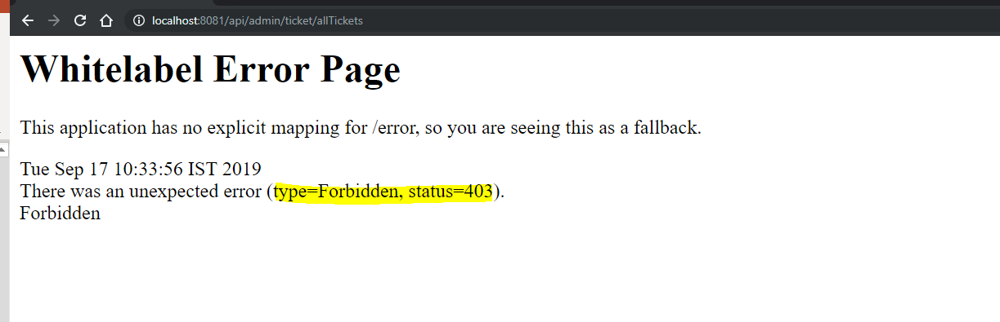 localhost:8081/api/admin/ticket/allTickets
Whitelabel Error Page
This application has no explicit mapping for /error, so you are seeing this as a fallback.
Tue Sep 17 10:33:56 IST 2019
There was an unexpected error (type=Forbidden, status=403).
Forbidden